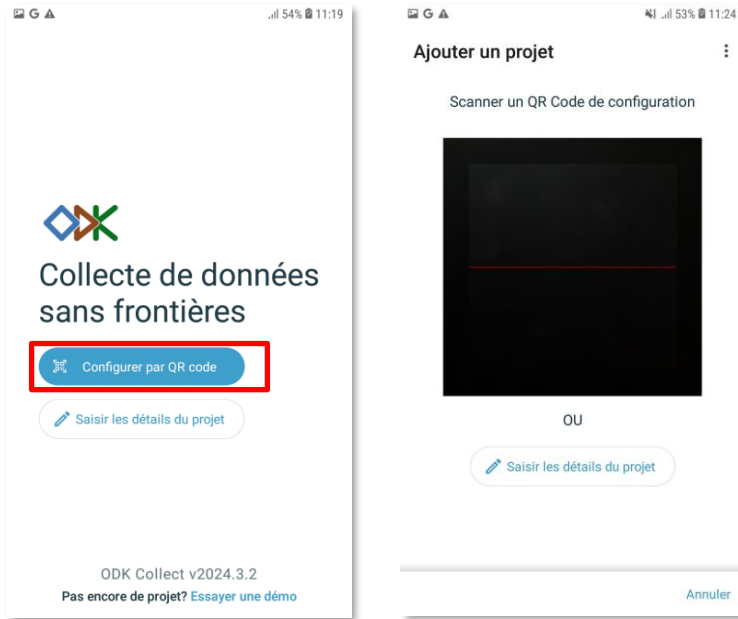 G
54% 11:19
ODK
Collecte de données
sans frontières
Configurer par QR code
Saisir les détails du projet
ODK Collect v2024.3.2
Pas encore de projet? Essayer une démo
G
53% 11:24
Ajouter un projet
Scanner un QR Code de configuration
OU
Saisir les détails du projet
Annuler